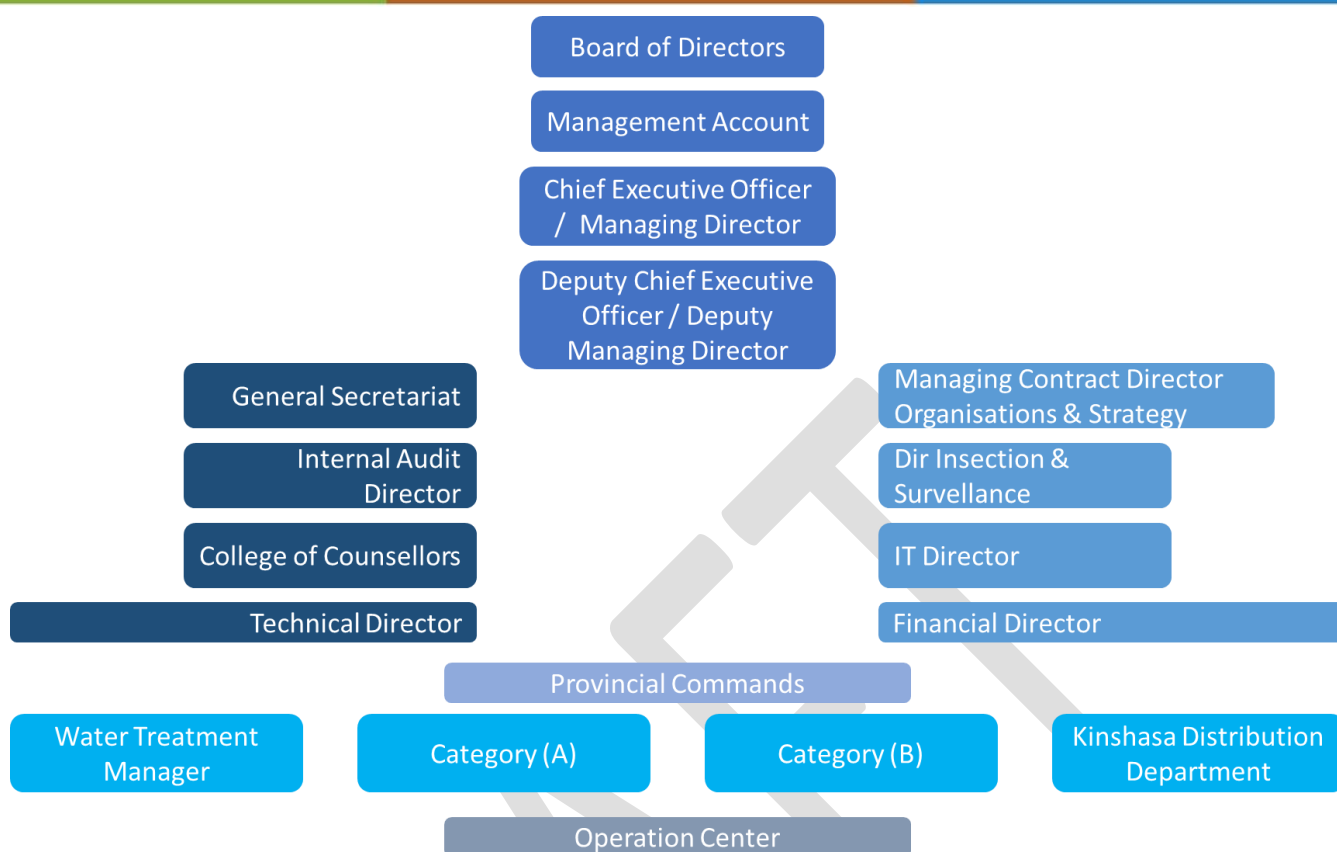 Board of Directors
Management Account
Chief Executive Officer
/ Managing Director
Deputy Chief Executive
Officer / Deputy
Managing Director
General Secretariat
Managing Contract Director
Organisations & Strategy
Internal Audit
Director
Dir Insection &
Survellance
College of Counsellors
IT Director
Technical Director
Financial Director
Provincial Commands
Water Treatment
Manager
Category (A)
Category (B)
Kinshasa Distribution
Department
Operation Center